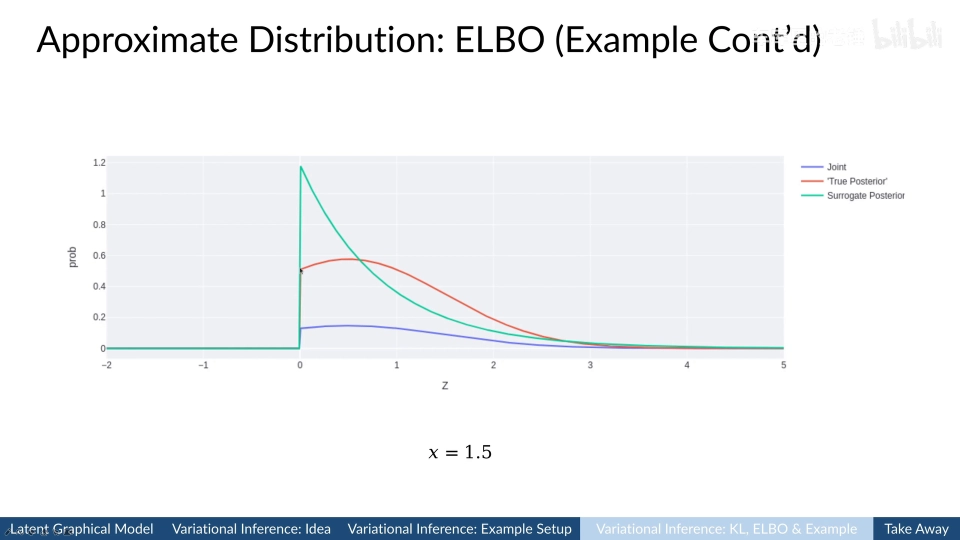 Approximate Distribution: ELBO (Example Cont'd)
bilibili
1.2
1
0.8
0.6
0.4
0.2
0
prob
−2 −1 0 1 2 3 4 5
Z
Joint
'True Posterior'
Surrogate Posterior
x = 1.5
Latent Graphical Model Variational Inference: Idea Variational Inference: Example Setup Variational Inference: KL, ELBO & Example Take Away